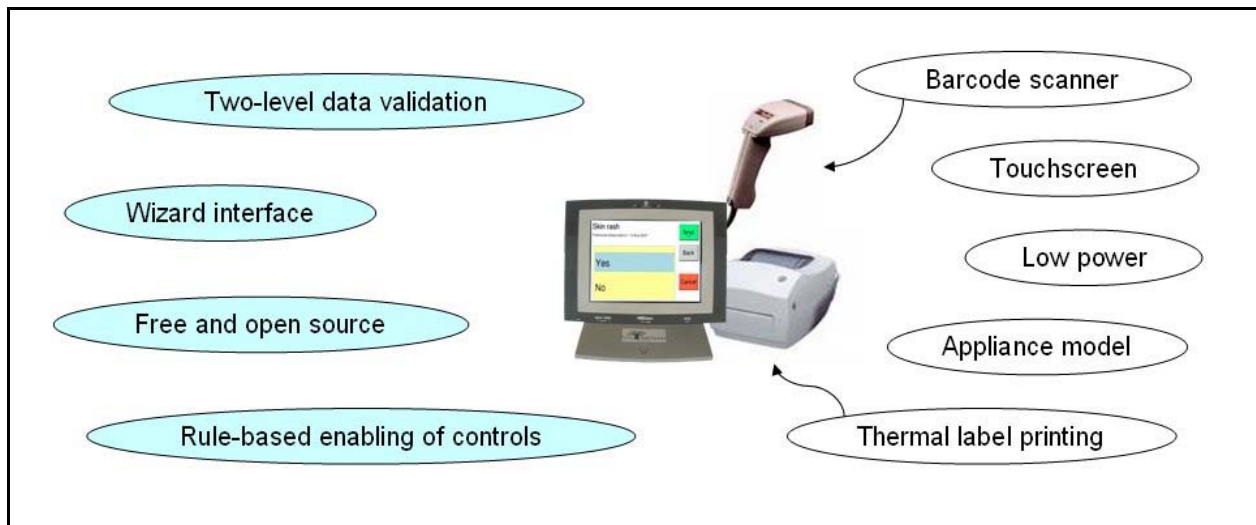 Two-level data validation
Wizard interface
Free and open source
Rule-based enabling of controls
Skin rash
Yes
No
Back
Cancel
Barcode scanner
Touchscreen
Low power
Appliance model
Thermal label printing